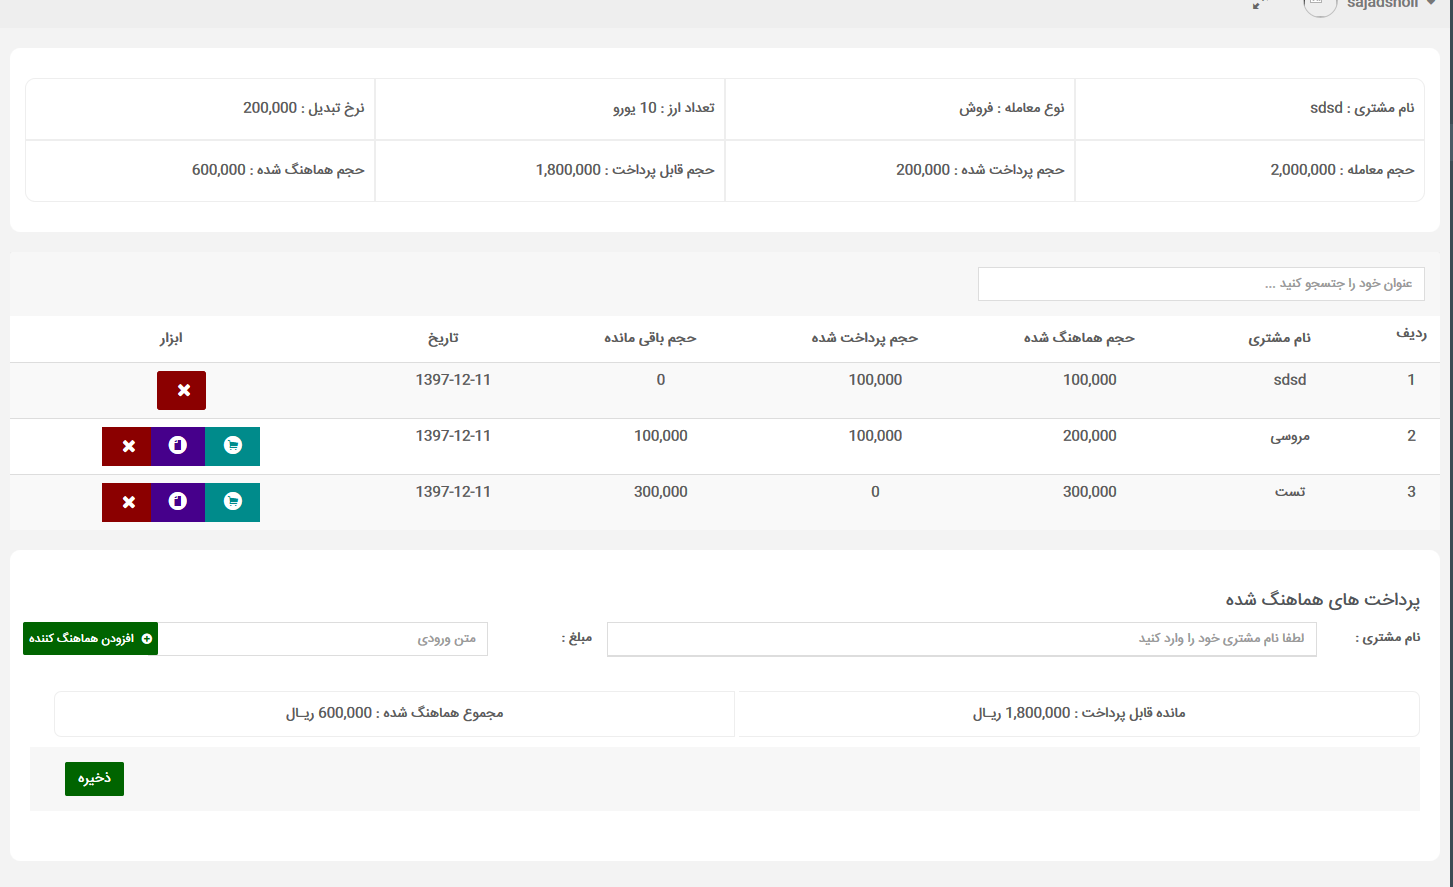 sajadsholi
نام مشتری : sdsd نوع معامله : فروش تعداد ارز : 10 یورو نرخ تبدیل : 200,000
حجم معامله : 2,000,000 حجم پرداخت شده : 200,000 حجم قابل پرداخت : 1,800,000 حجم هماهنگ شده : 600,000
عنوان خود را جتسجو کنید ...
ردیف نام مشتری حجم هماهنگ شده حجم پرداخت شده حجم باقی مانده تاریخ ابزار
1 sdsd 100,000 100,000 0 1397-12-11
2 مروسی 200,000 100,000 100,000 1397-12-11
3 تست 300,000 0 300,000 1397-12-11
پرداخت های هماهنگ شده
نام مشتری : لطفا نام مشتری خود را وارد کنید مبلغ : متن ورودی افزودن هماهنگ کننده
مانده قابل پرداخت : 1,800,000 ریـال مجموع هماهنگ شده : 600,000 ریـال
ذخیره